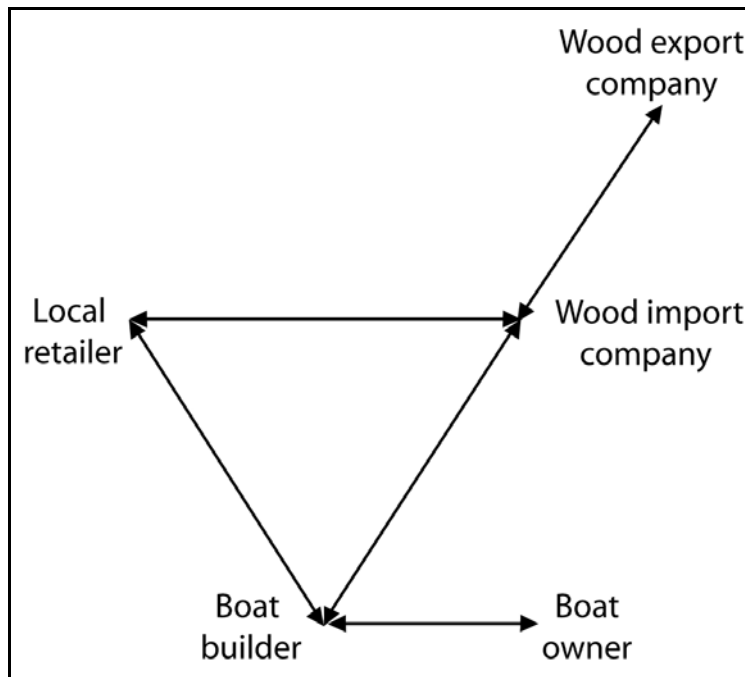 Wood export
company
Local
retailer
Wood import
company
Boat
builder
Boat
owner